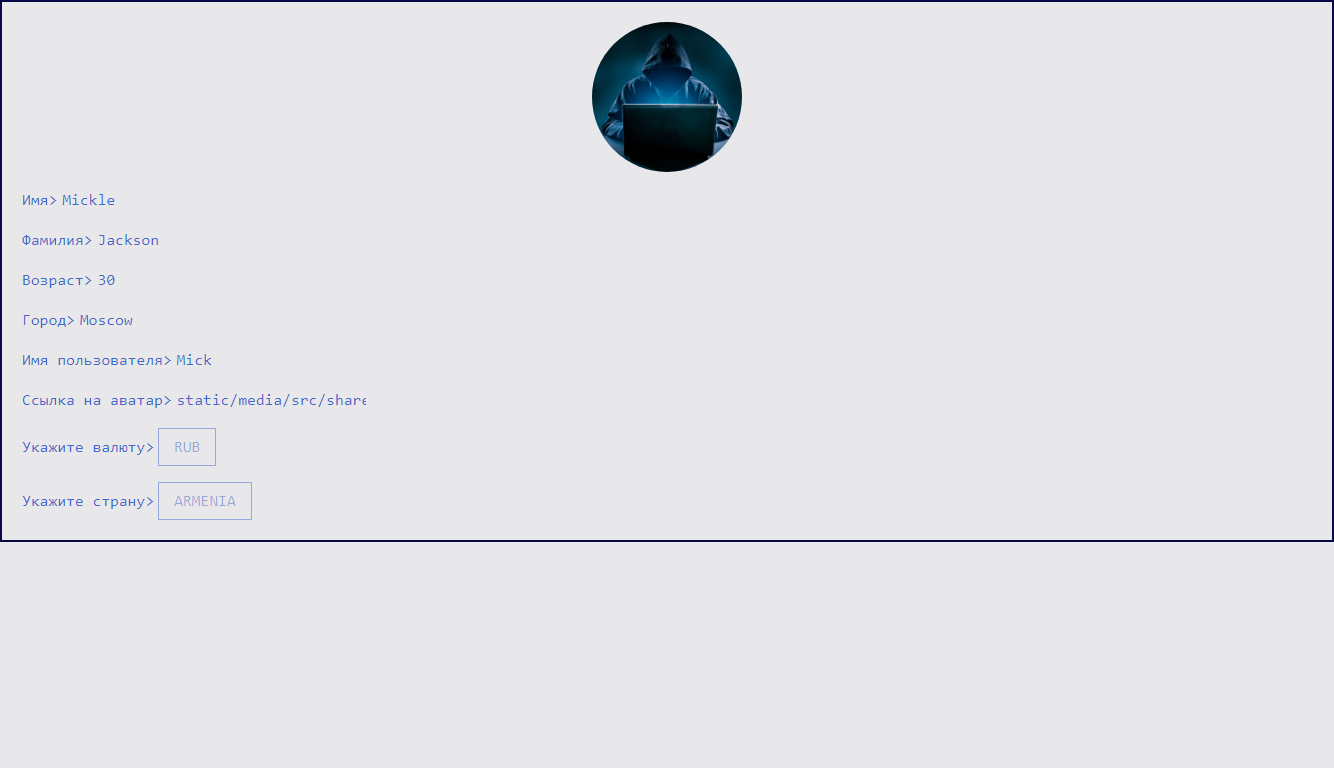 Имя> Mickle
Фамилия> Jackson
Возраст> 30
Город> Moscow
Имя пользователя> Mick
Ссылка на аватар> static/media/src/share
Укажите валюту> RUB
Укажите страну> ARMENIA